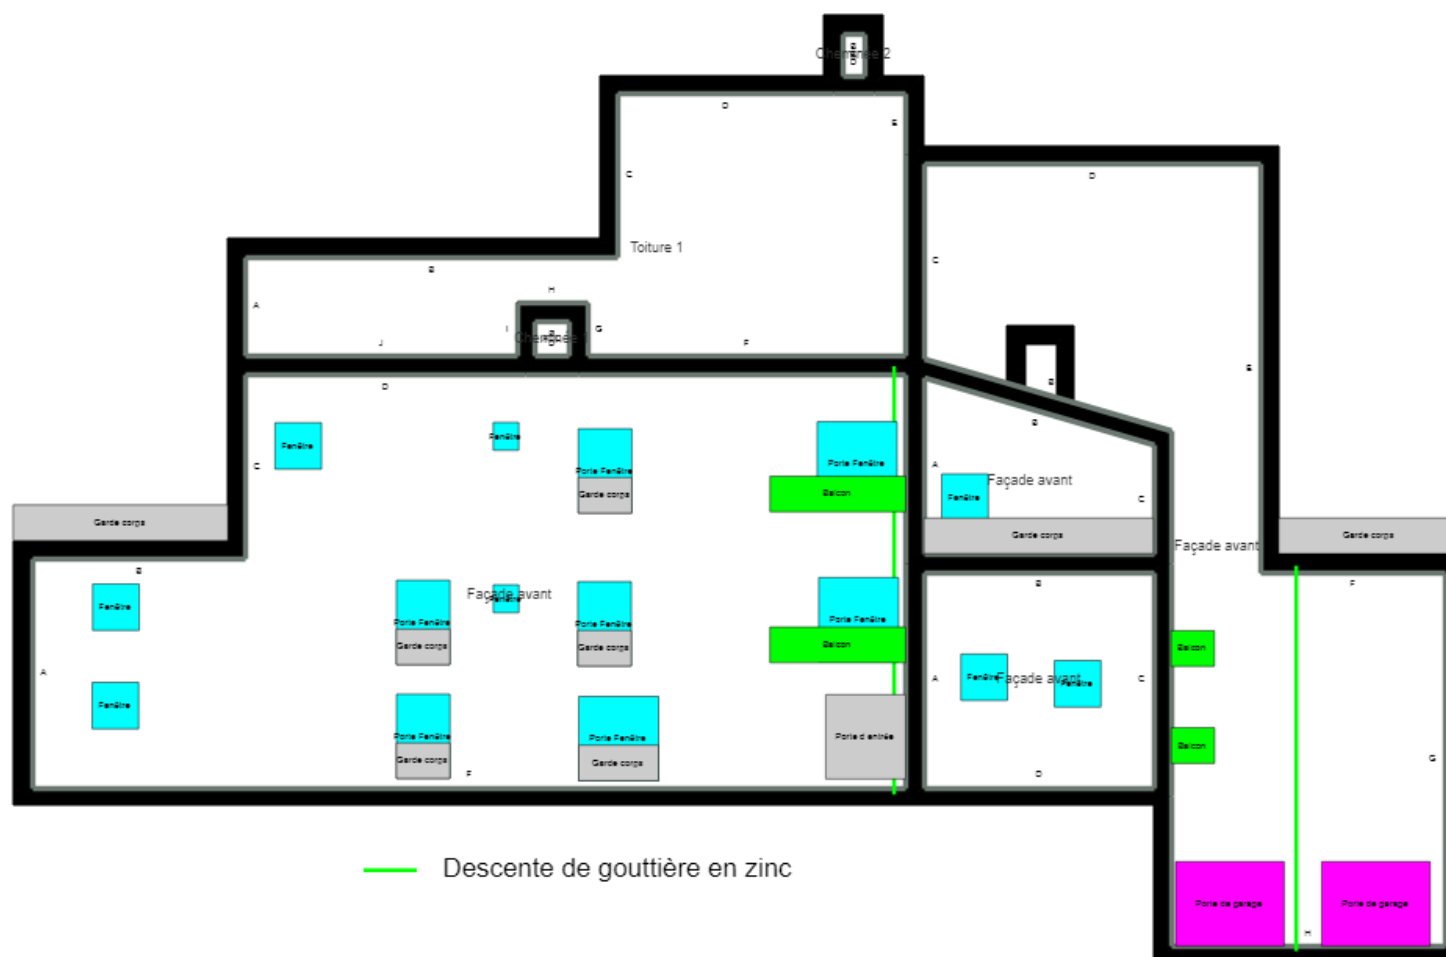 Cheminée 2
D
E
C
D
Toiture 1
C
B
H
A
I
G
J
F
B
E
D
B
B
Fenêtre
Fenêtre
C
A
Porte Fenêtre
Porte Fenêtre
Façade avant
Garde corps
Balcon
Fenêtre
C
Garde corps
Garde corps
Garde corps
Façade avant
B
B
F
Fenêtre
Façade avant
Porte Fenêtre
Porte Fenêtre
Porte Fenêtre
Garde corps
Garde corps
Balcon
Balcon
A
A
Fenêtre
Façade avant
C
Fenêtre
Porte Fenêtre
Porte Fenêtre
Porte d entrée
Balcon
Garde corps
Garde corps
G
F
D
Descente de gouttière en zinc
Porte de garage
Porte de garage
H